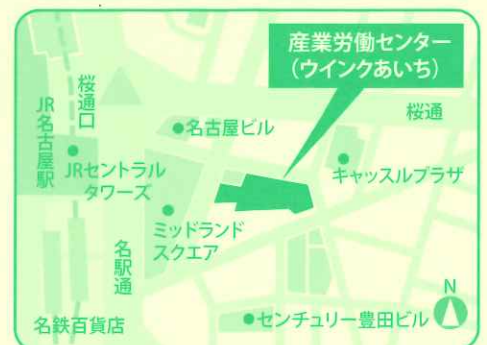 産業労働センター
（ウインクあいち）
桜通口
JR名古屋駅
●名古屋ビル
桜通
●
JRセントラル
タワーズ
●
キャッスルプラザ
●
ミッドランド
スクエア
名駅通
名鉄百貨店
●センチュリー豊田ビル
N